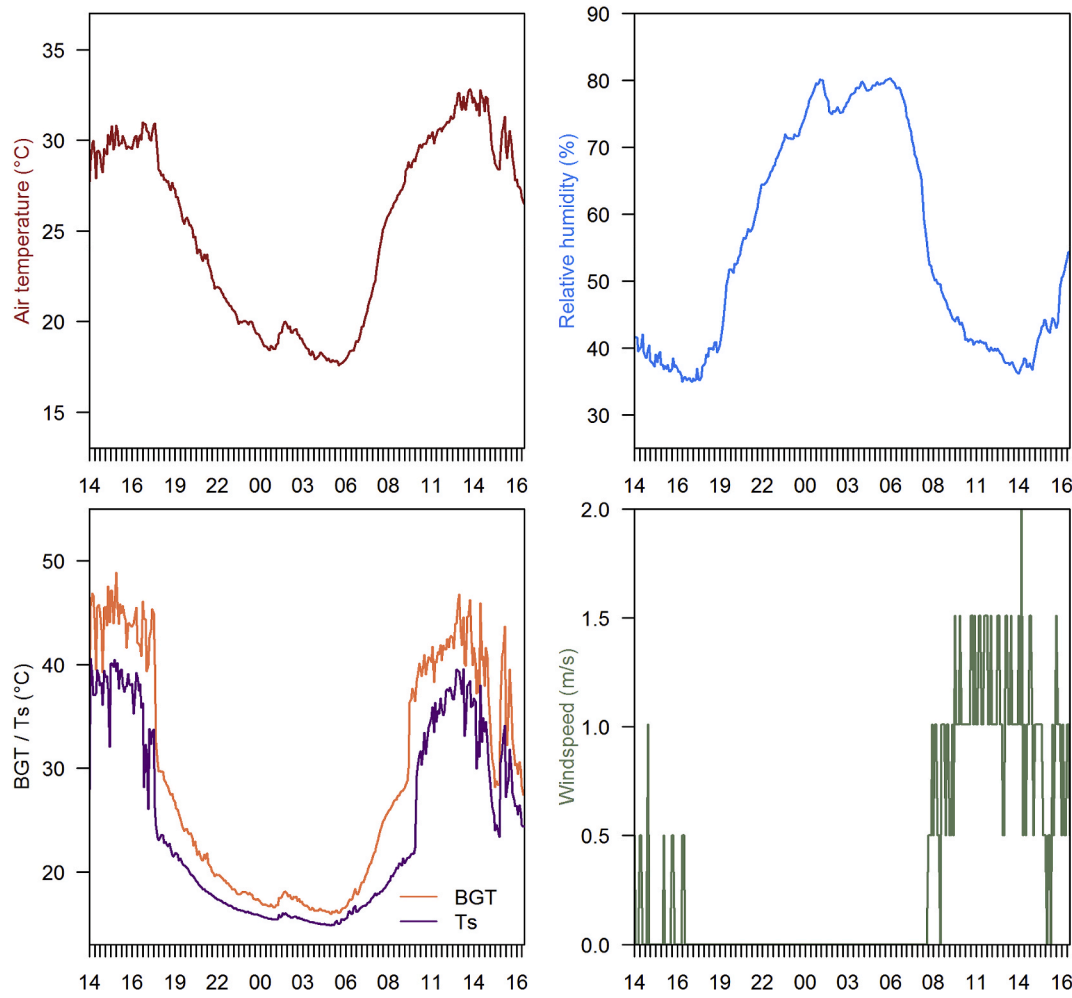 35
30
25
20
15
Air temperature (°C)
14 16 19 22 00 03 06 08 11 14 16
90
80
70
60
50
40
30
Relative humidity (%)
14 16 19 22 00 03 06 08 11 14 16
50
40
30
20
BGT / Ts (°C)
BGT
Ts
14 16 19 22 00 03 06 08 11 14 16
2.0
1.5
1.0
0.5
0.0
Windspeed (m/s)
14 16 19 22 00 03 06 08 11 14 16